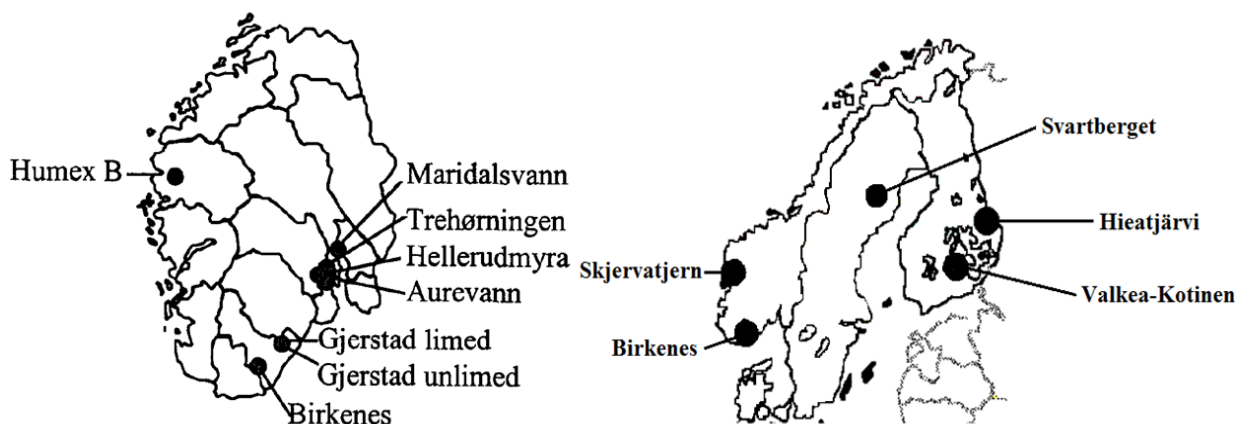 Humex B
Maridalsvann
Trehørningen
Hellerudmyra
Aurevann
Gjerstad limed
Gjerstad unlimed
Birkenes
Svartberget
Hieatjärvi
Skjervatjern
Valkea-Kotinen
Birkenes